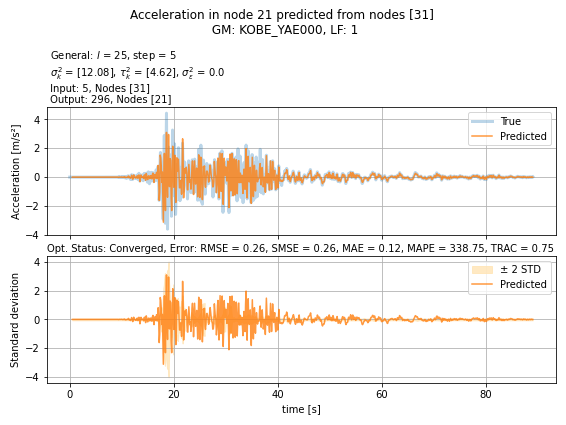 Acceleration in node 21 predicted from nodes [31]
GM: KOBE_YAE000, LF: 1
General: l = 25, step = 5
σ²ₖ = [12.08], τ²ₖ = [4.62], σ²ε = 0.0
Input: 5, Nodes [31]
Output: 296, Nodes [21]
Acceleration [m/s²]
4
2
0
−2
−4
True
Predicted
Opt. Status: Converged, Error: RMSE = 0.26, SMSE = 0.26, MAE = 0.12, MAPE = 338.75, TRAC = 0.75
Standard deviation
4
2
0
−2
−4
± 2 STD
Predicted
0 20 40 60 80
time [s]